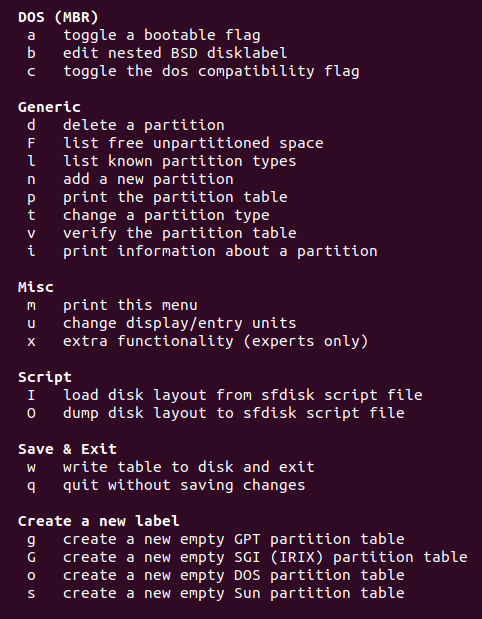 DOS (MBR)
a toggle a bootable flag
b edit nested BSD disklabel
c toggle the dos compatibility flag
Generic
d delete a partition
F list free unpartitioned space
l list known partition types
n add a new partition
p print the partition table
t change a partition type
v verify the partition table
i print information about a partition
Misc
m print this menu
u change display/entry units
x extra functionality (experts only)
Script
I load disk layout from sfdisk script file
O dump disk layout to sfdisk script file
Save & Exit
w write table to disk and exit
q quit without saving changes
Create a new label
g create a new empty GPT partition table
G create a new empty SGI (IRIX) partition table
o create a new empty DOS partition table
s create a new empty Sun partition table